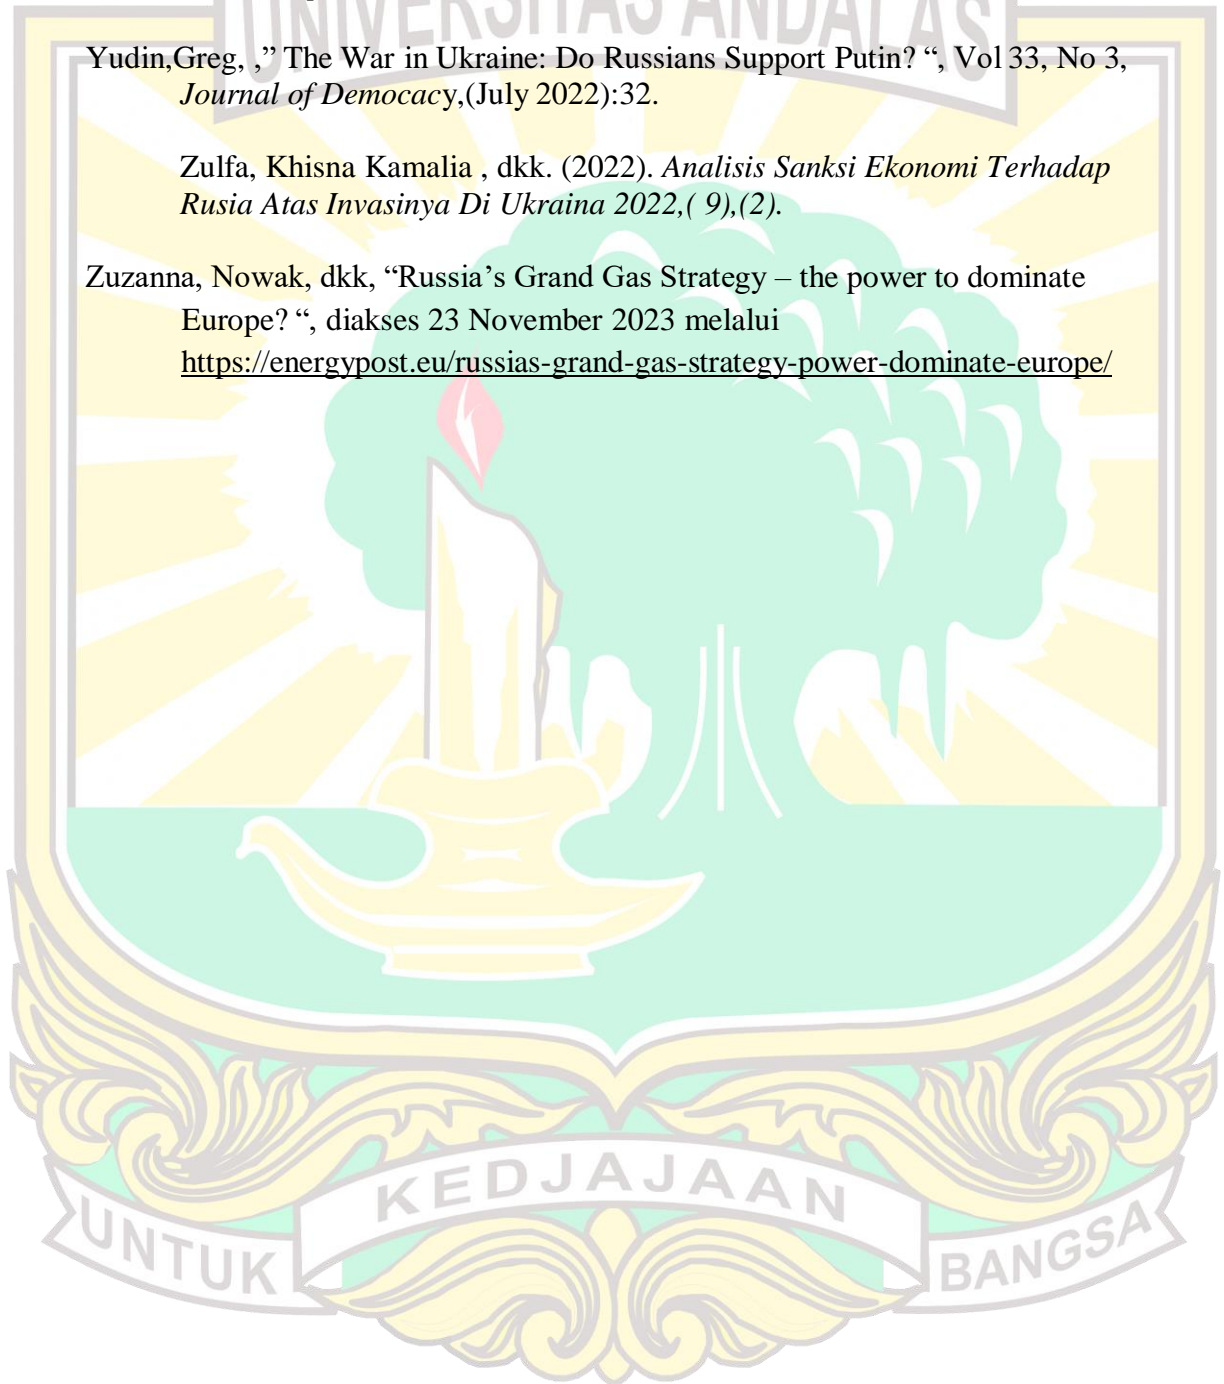 UNIVERSITAS ANDALAS
Yudin,Greg, ,” The War in Ukraine: Do Russians Support Putin? “, Vol 33, No 3,
Journal of Democacy,(July 2022):32.
Zulfa, Khisna Kamalia , dkk. (2022). Analisis Sanksi Ekonomi Terhadap
Rusia Atas Invasinya Di Ukraina 2022,( 9),(2).
Zuzanna, Nowak, dkk, “Russia’s Grand Gas Strategy – the power to dominate
Europe? “, diakses 23 November 2023 melalui
https://energypost.eu/russias-grand-gas-strategy-power-dominate-europe/
UNTUK KEDJAJAAN BANGSA